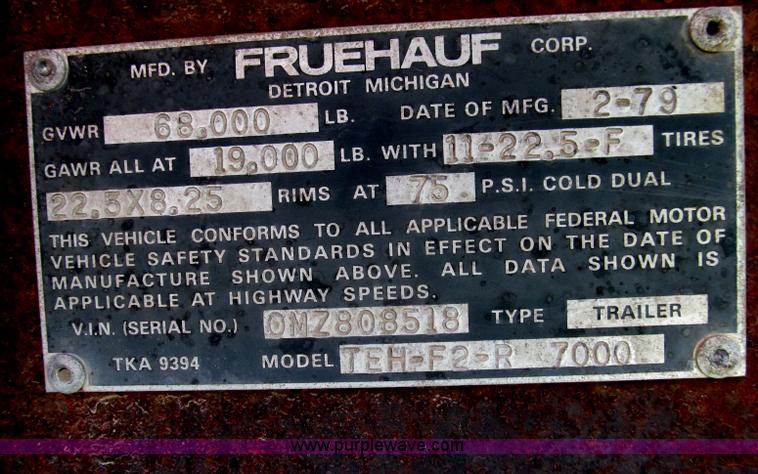 MFD. BY FRUEHAUF CORP.
DETROIT MICHIGAN
GVWR 68,000 LB. DATE OF MFG. 2-79
GAWR ALL AT 19,000 LB. WITH 11-22.5-F TIRES
22.5X8.25 RIMS AT 75 P.S.I. COLD DUAL
THIS VEHICLE CONFORMS TO ALL APPLICABLE FEDERAL MOTOR
VEHICLE SAFETY STANDARDS IN EFFECT ON THE DATE OF
MANUFACTURE SHOWN ABOVE. ALL DATA SHOWN IS
APPLICABLE AT HIGHWAY SPEEDS.
V.I.N. (SERIAL NO.) OMZ808518 TYPE TRAILER
TKA 9394 MODEL TEH-F2-R 7000
www.purplewave.com